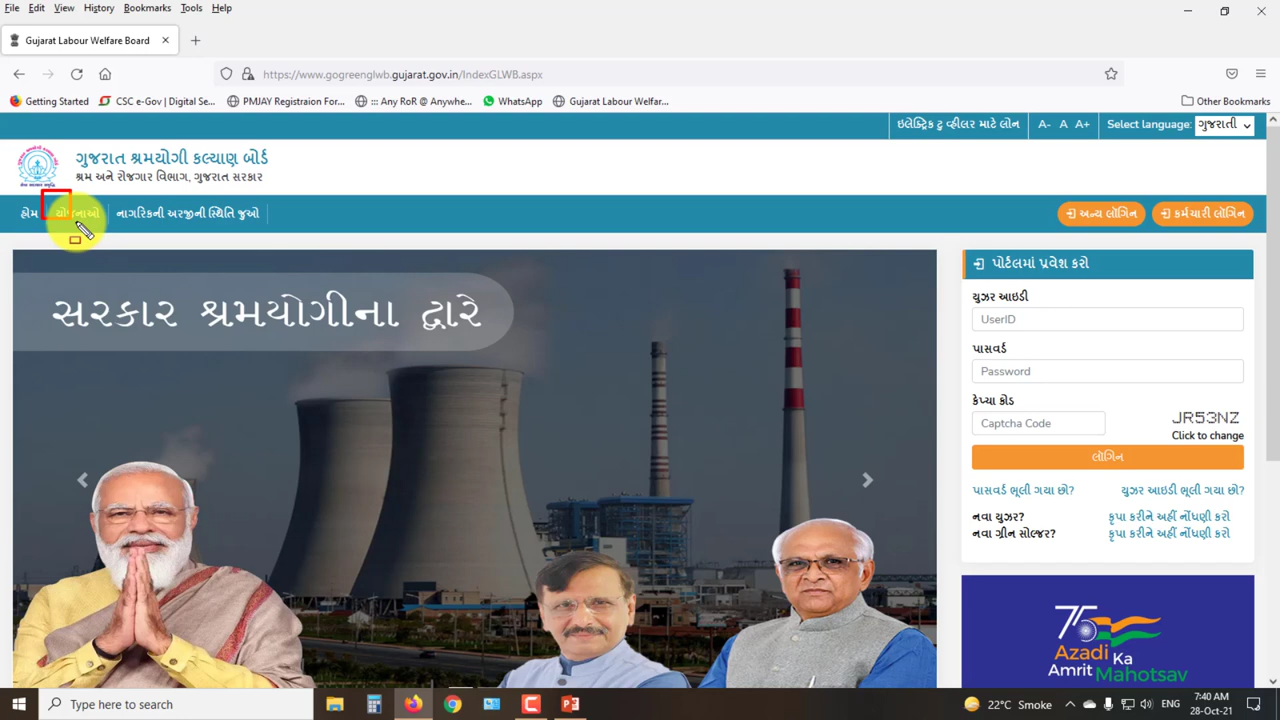 File Edit View History Bookmarks Tools Help
Gujarat Labour Welfare Board
https://www.gogreenglwb.gujarat.gov.in/IndexGLWB.aspx
Getting Started CSC e-Gov | Digital Se... PMJAY Registraion For... ::: Any RoR @ Anywhe... WhatsApp Gujarat Labour Welfar... Other Bookmarks
ઇલેક્ટ્રિક ટુ વ્હીલર માટે લોન A- A A+ Select language: ગુજરાતી
ગુજરાત શ્રમયોગી કલ્યાણ બોર્ડ
શ્રમ અને રોજગાર વિભાગ, ગુજરાત સરકાર
હોમ યોજનાઓ નાગરિકની અરજીની સ્થિતિ જુઓ અન્ય લૉગિન કર્મચારી લૉગિન
સરકાર શ્રમયોગીના દ્વારે
પોર્ટલમાં પ્રવેશ કરો
યુઝર આઇડી
UserID
પાસવર્ડ
Password
કેપ્ચા કોડ
Captcha Code JR53NZ
Click to change
લૉગિન
પાસવર્ડ ભૂલી ગયા છો? યુઝર આઇડી ભૂલી ગયા છો?
નવા યુઝર? કૃપા કરીને અહીં નોંધણી કરો
નવા ગ્રીન સોલ્જર? કૃપા કરીને અહીં નોંધણી કરો
75
Azadi Ka
Amrit Mahotsav
Type here to search
22°C Smoke ENG
7:40 AM
28-Oct-21